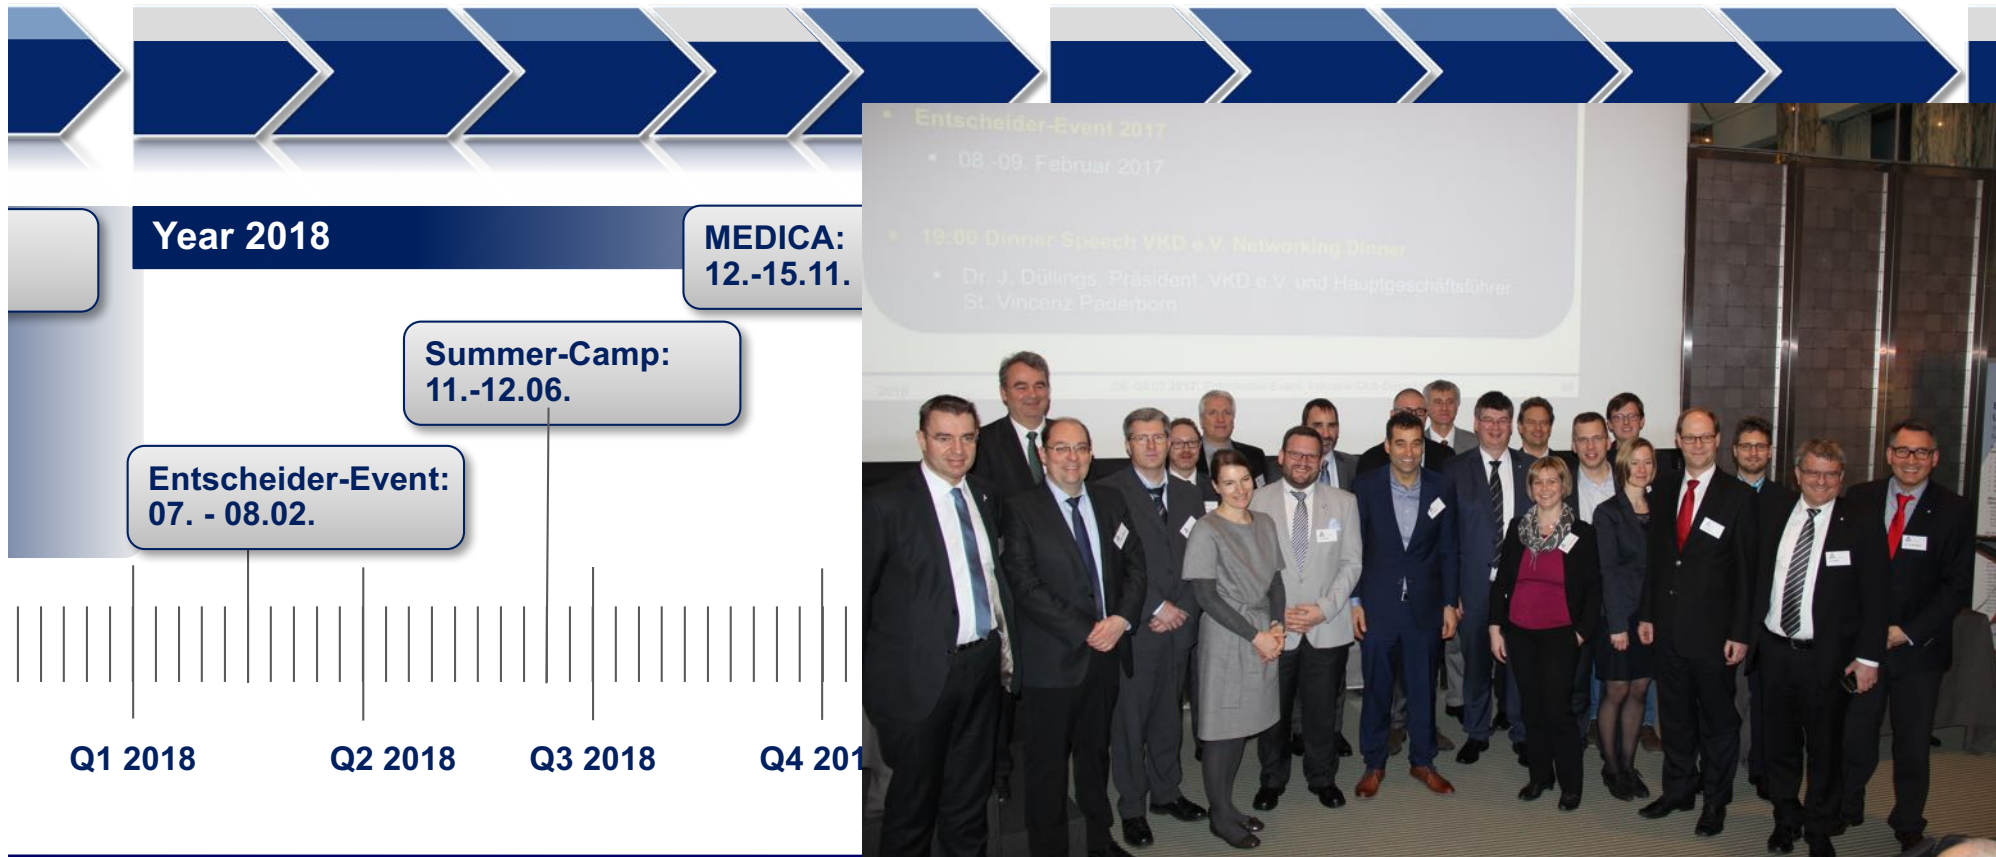 Year 2018
MEDICA:
12.-15.11.
Summer-Camp:
11.-12.06.
Entscheider-Event:
07. - 08.02.
Q1 2018
Q2 2018
Q3 2018
Q4 201
Entscheider-Event 2017
08.-09. Februar 2017
19:00 Dinner Speech VKD e.V. Networking Dinner
Dr. J. Düllings, Präsident VKD e.V. und Hauptgeschäftsführer
St. Vincenz Paderborn